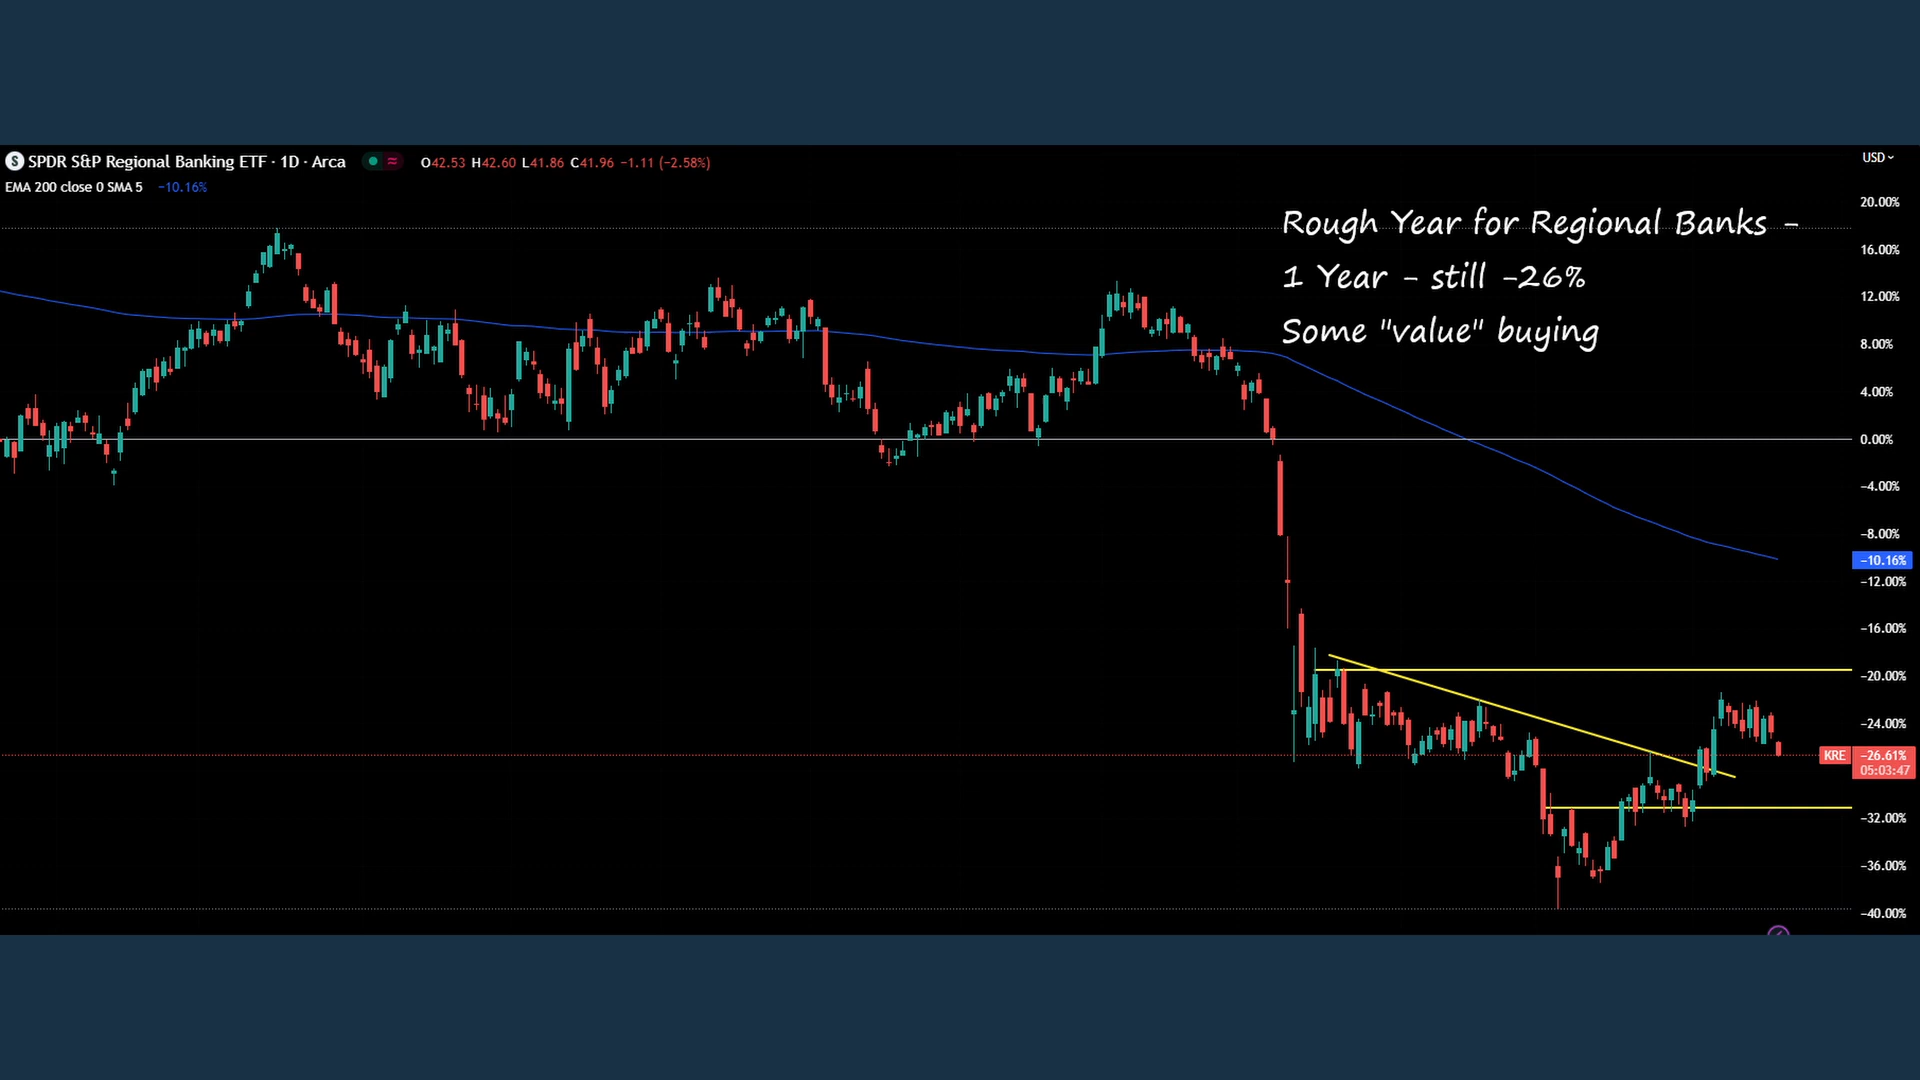 S SPDR S&P Regional Banking ETF · 1D · Arca O42.53 H42.60 L41.86 C41.96 −1.11 (−2.58%)
EMA 200 close 0 SMA 5 −10.16%
USD
Rough Year for Regional Banks -
1 Year - still -26%
Some "value" buying
20.00%
16.00%
12.00%
8.00%
4.00%
0.00%
−4.00%
−8.00%
−10.16%
−12.00%
−16.00%
−20.00%
−24.00%
KRE −26.61%
05:03:47
−32.00%
−36.00%
−40.00%